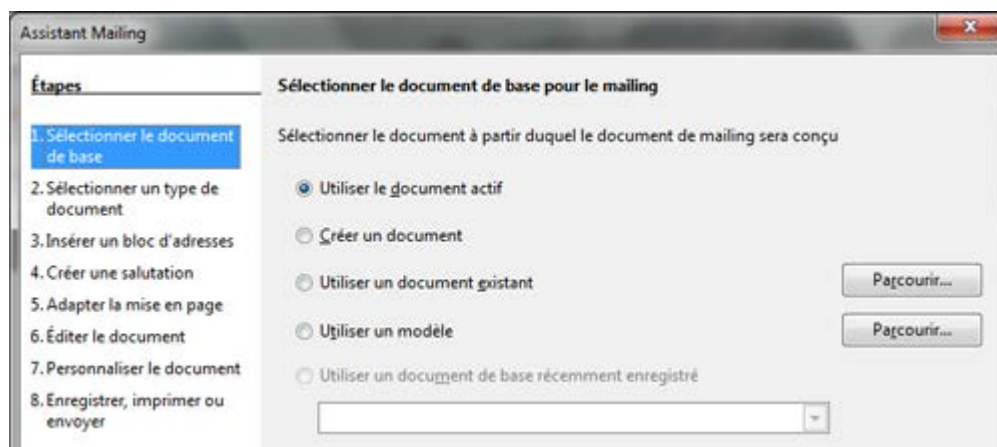 Assistant Mailing
Étapes
1. Sélectionner le document
de base
2. Sélectionner un type de
document
3. Insérer un bloc d'adresses
4. Créer une salutation
5. Adapter la mise en page
6. Éditer le document
7. Personnaliser le document
8. Enregistrer, imprimer ou
envoyer
Sélectionner le document de base pour le mailing
Sélectionner le document à partir duquel le document de mailing sera conçu
Utiliser le document actif
Créer un document
Utiliser un document existant
Parcourir...
Utiliser un modèle
Parcourir...
Utiliser un document de base récemment enregistré